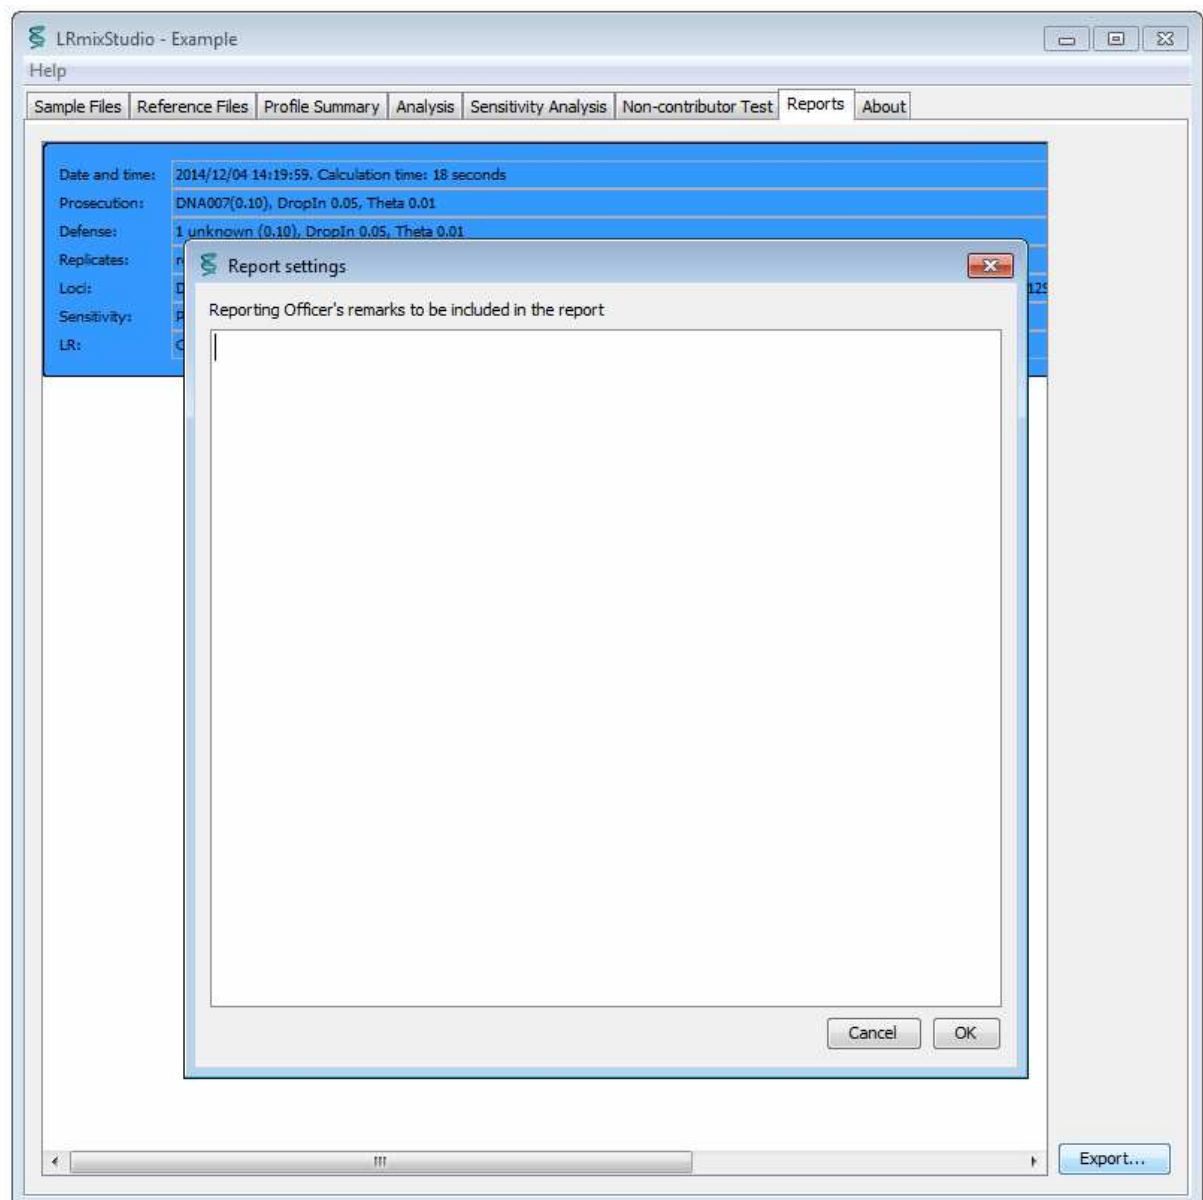 LRmixStudio - Example
Help
Sample Files Reference Files Profile Summary Analysis Sensitivity Analysis Non-contributor Test Reports About
Date and time: 2014/12/04 14:19:59. Calculation time: 18 seconds
Prosecution: DNA007(0.10), DropIn 0.05, Theta 0.01
Defense: 1 unknown (0.10), DropIn 0.05, Theta 0.01
Replicates:
Loci:
Sensitivity:
LR:
Report settings
Reporting Officer's remarks to be included in the report
Cancel OK
Export...